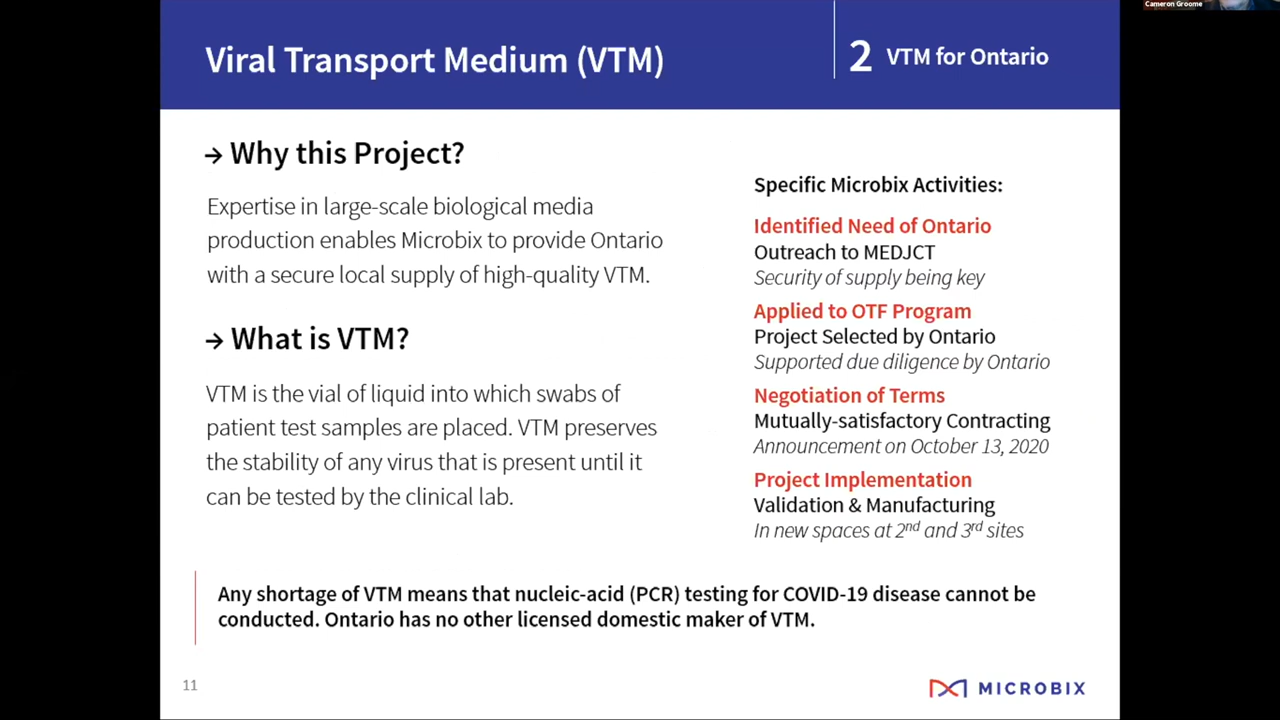 Cameron Groome
Viral Transport Medium (VTM)
2 VTM for Ontario
→ Why this Project?
Expertise in large-scale biological media
production enables Microbix to provide Ontario
with a secure local supply of high-quality VTM.
→ What is VTM?
VTM is the vial of liquid into which swabs of
patient test samples are placed. VTM preserves
the stability of any virus that is present until it
can be tested by the clinical lab.
Specific Microbix Activities:
Identified Need of Ontario
Outreach to MEDJCT
Security of supply being key
Applied to OTF Program
Project Selected by Ontario
Supported due diligence by Ontario
Negotiation of Terms
Mutually-satisfactory Contracting
Announcement on October 13, 2020
Project Implementation
Validation & Manufacturing
In new spaces at 2nd and 3rd sites
Any shortage of VTM means that nucleic-acid (PCR) testing for COVID-19 disease cannot be
conducted. Ontario has no other licensed domestic maker of VTM.
11
MICROBIX